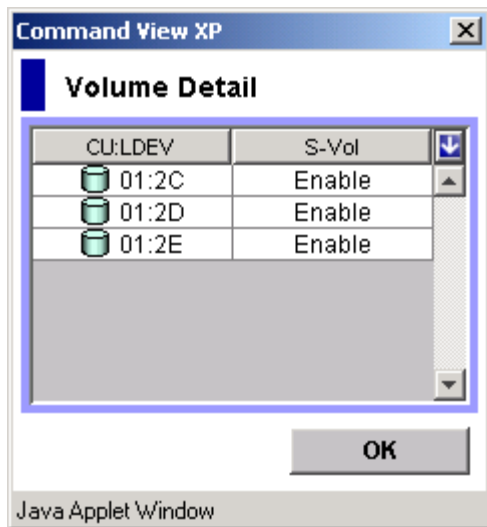 Command View XP
Volume Detail
CU:LDEV S-Vol
01:2C Enable
01:2D Enable
01:2E Enable
OK
Java Applet Window